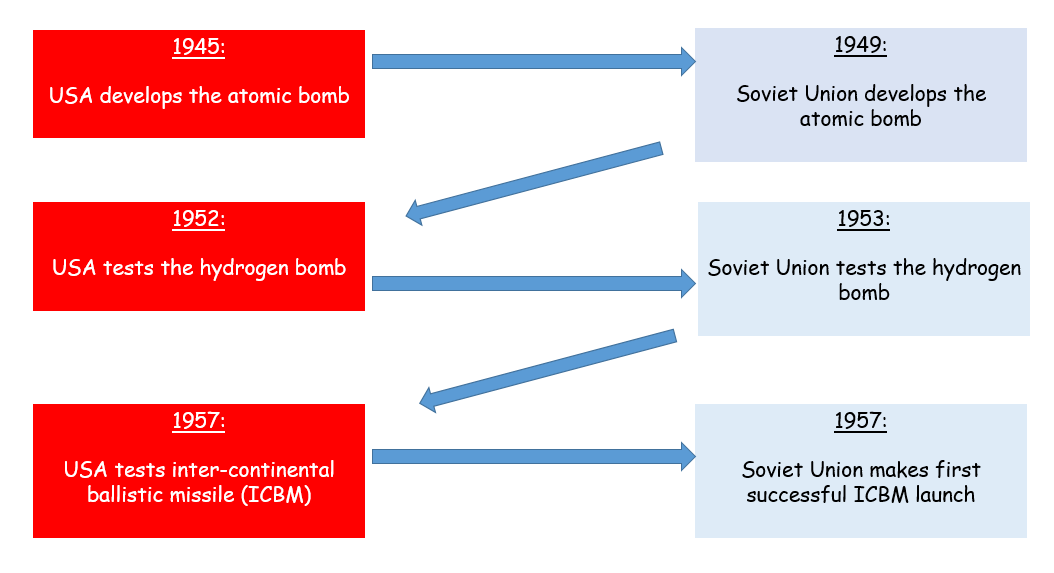 1945:
USA develops the atomic bomb
1949:
Soviet Union develops the
atomic bomb
1952:
USA tests the hydrogen bomb
1953:
Soviet Union tests the hydrogen
bomb
1957:
USA tests inter-continental
ballistic missile (ICBM)
1957:
Soviet Union makes first
successful ICBM launch